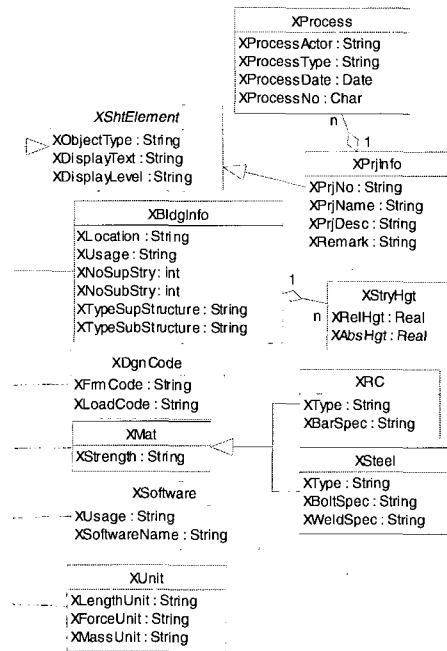 XProcess
XProcessActor : String
XProcessType : String
XProcessDate : Date
XProcessNo : Char
n
1
XShtElement
XObjectType : String
XDisplayText : String
XDisplayLevel : String
XPrjInfo
XPrjNo : String
XPrjName : String
XPrjDesc : String
XRemark : String
XBldgInfo
XLocation : String
XUsage : String
XNoSupStry : int
XNoSubStry : int
XTypeSupStructure : String
XTypeSubStructure : String
1
n
XStryHgt
XRelHgt : Real
XAbsHgt : Real
XDgnCode
XFrmCode : String
XLoadCode : String
XMat
XStrength : String
XRC
XType : String
XBarSpec : String
XSteel
XType : String
XBoltSpec : String
XWeldSpec : String
XSoftware
XUsage : String
XSoftwareName : String
XUnit
XLengthUnit : String
XForceUnit : String
XMassUnit : String